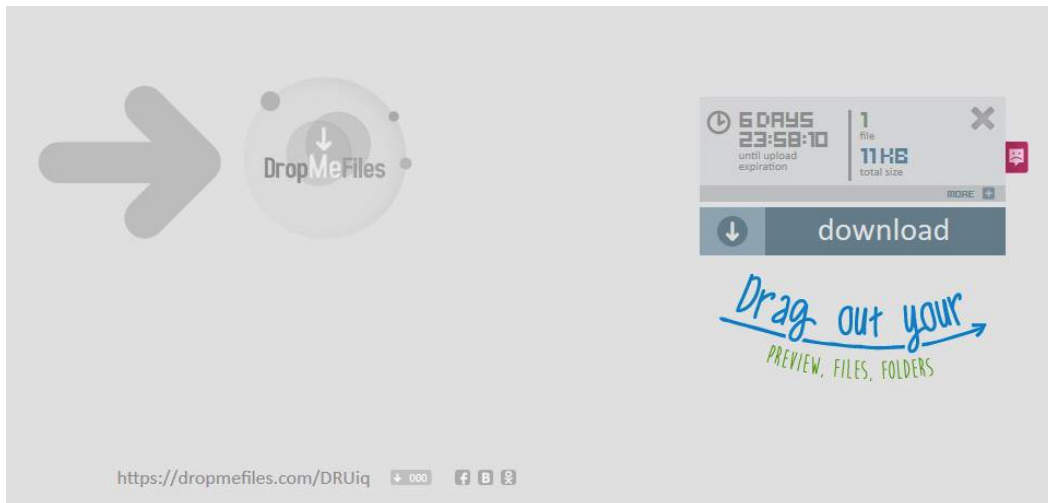 DropMeFiles
6 DAYS
23:58:10
until upload
expiration
1
file
11 KB
total size
MORE
download
Drag out your
PREVIEW, FILES, FOLDERS
https://dropmefiles.com/DRUiq 000